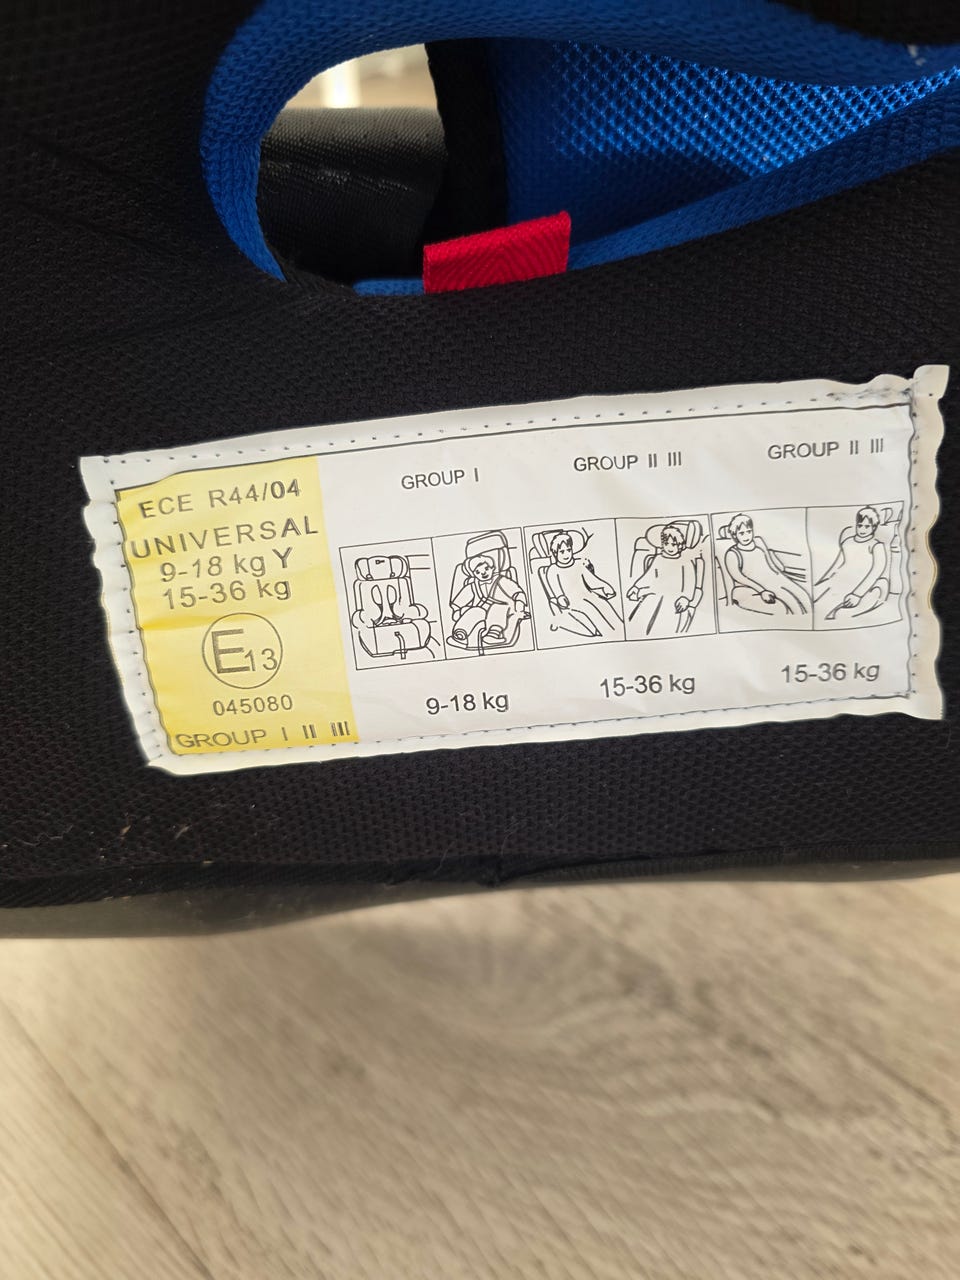 ECE R44/04
UNIVERSAL
9-18 kg Y
15-36 kg
E13
045080
GROUP I II III
GROUP I
GROUP II III
GROUP II III
9-18 kg
15-36 kg
15-36 kg